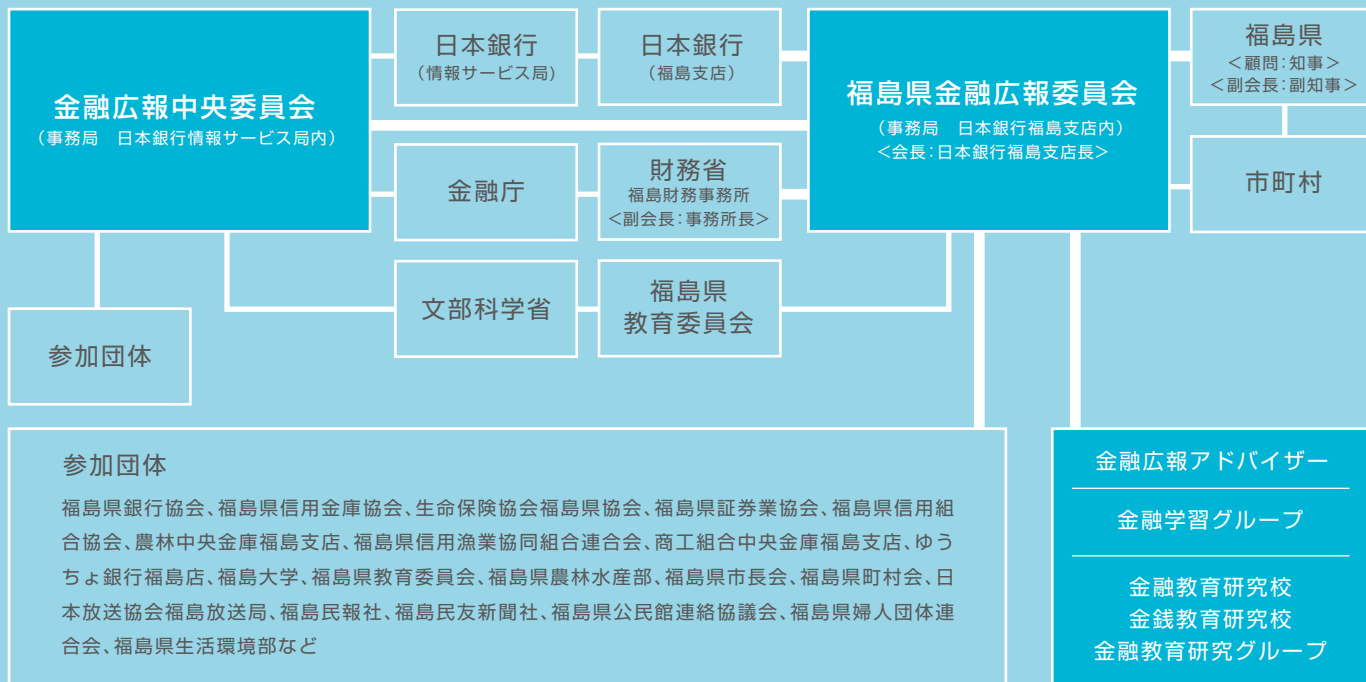 金融広報中央委員会
（事務局　日本銀行情報サービス局内）
日本銀行
（情報サービス局）
日本銀行
（福島支店）
福島県金融広報委員会
（事務局　日本銀行福島支店内）
＜会長：日本銀行福島支店長＞
福島県
＜顧問：知事＞
＜副会長：副知事＞
金融庁
財務省
福島財務事務所
＜副会長：事務所長＞
市町村
文部科学省
福島県
教育委員会
参加団体
参加団体
福島県銀行協会、福島県信用金庫協会、生命保険協会福島県協会、福島県証券業協会、福島県信用組
合協会、農林中央金庫福島支店、福島県信用漁業協同組合連合会、商工組合中央金庫福島支店、ゆう
ちょ銀行福島店、福島大学、福島県教育委員会、福島県農林水産部、福島県市長会、福島県町村会、日
本放送協会福島放送局、福島民報社、福島民友新聞社、福島県公民館連絡協議会、福島県婦人団体連
合会、福島県生活環境部など
金融広報アドバイザー
金融学習グループ
金融教育研究校
金銭教育研究校
金融教育研究グループ